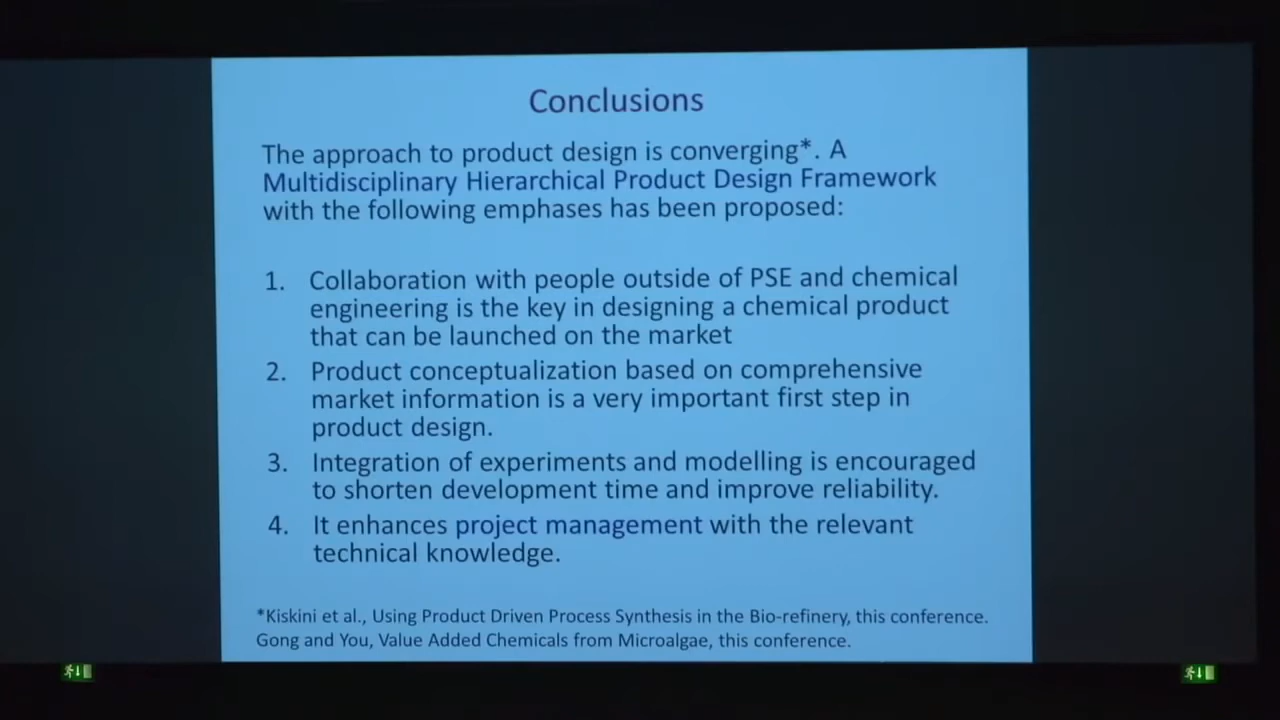 Conclusions
The approach to product design is converging*. A
Multidisciplinary Hierarchical Product Design Framework
with the following emphases has been proposed:
1. Collaboration with people outside of PSE and chemical
engineering is the key in designing a chemical product
that can be launched on the market
2. Product conceptualization based on comprehensive
market information is a very important first step in
product design.
3. Integration of experiments and modelling is encouraged
to shorten development time and improve reliability.
4. It enhances project management with the relevant
technical knowledge.
*Kiskini et al., Using Product Driven Process Synthesis in the Bio-refinery, this conference.
Gong and You, Value Added Chemicals from Microalgae, this conference.